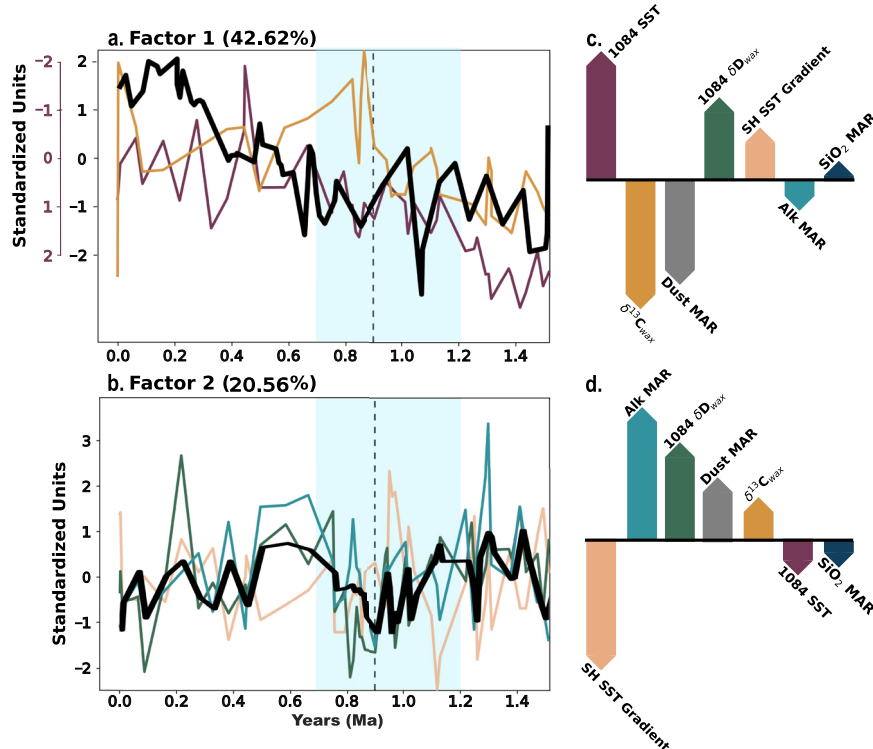 a. Factor 1 (42.62%)
Standardized Units
-2
-1
0
1
2
2
1
0
-1
-2
0.0 0.2 0.4 0.6 0.8 1.0 1.2 1.4
c.
1084 SST
δ¹³C_wax
Dust MAR
1084 δD_wax
SH SST Gradient
Alk MAR
SiO₂ MAR
b. Factor 2 (20.56%)
Standardized Units
3
2
1
0
-1
-2
0.0 0.2 0.4 0.6 0.8 1.0 1.2 1.4
Years (Ma)
d.
SH SST Gradient
Alk MAR
1084 δD_wax
Dust MAR
δ¹³C_wax
1084 SST
SiO₂ MAR